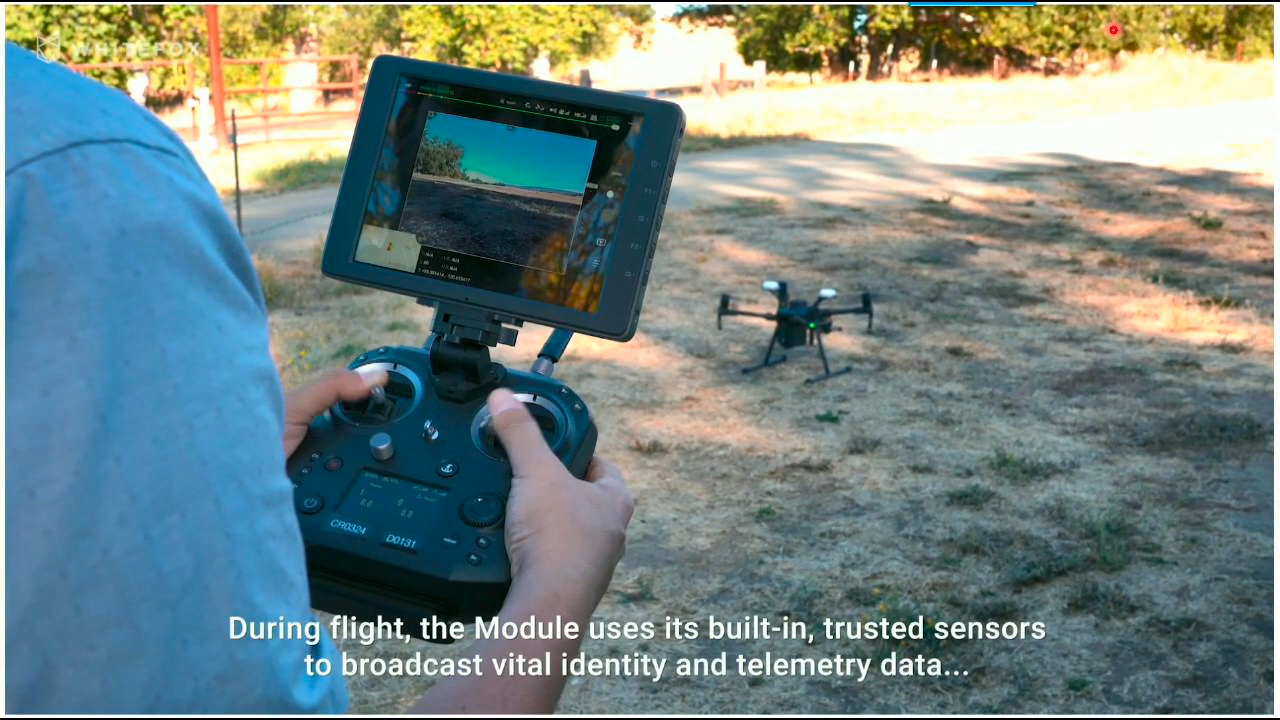 WHITEFOX
CR0324
D0131
During flight, the Module uses its built-in, trusted sensors
to broadcast vital identity and telemetry data...